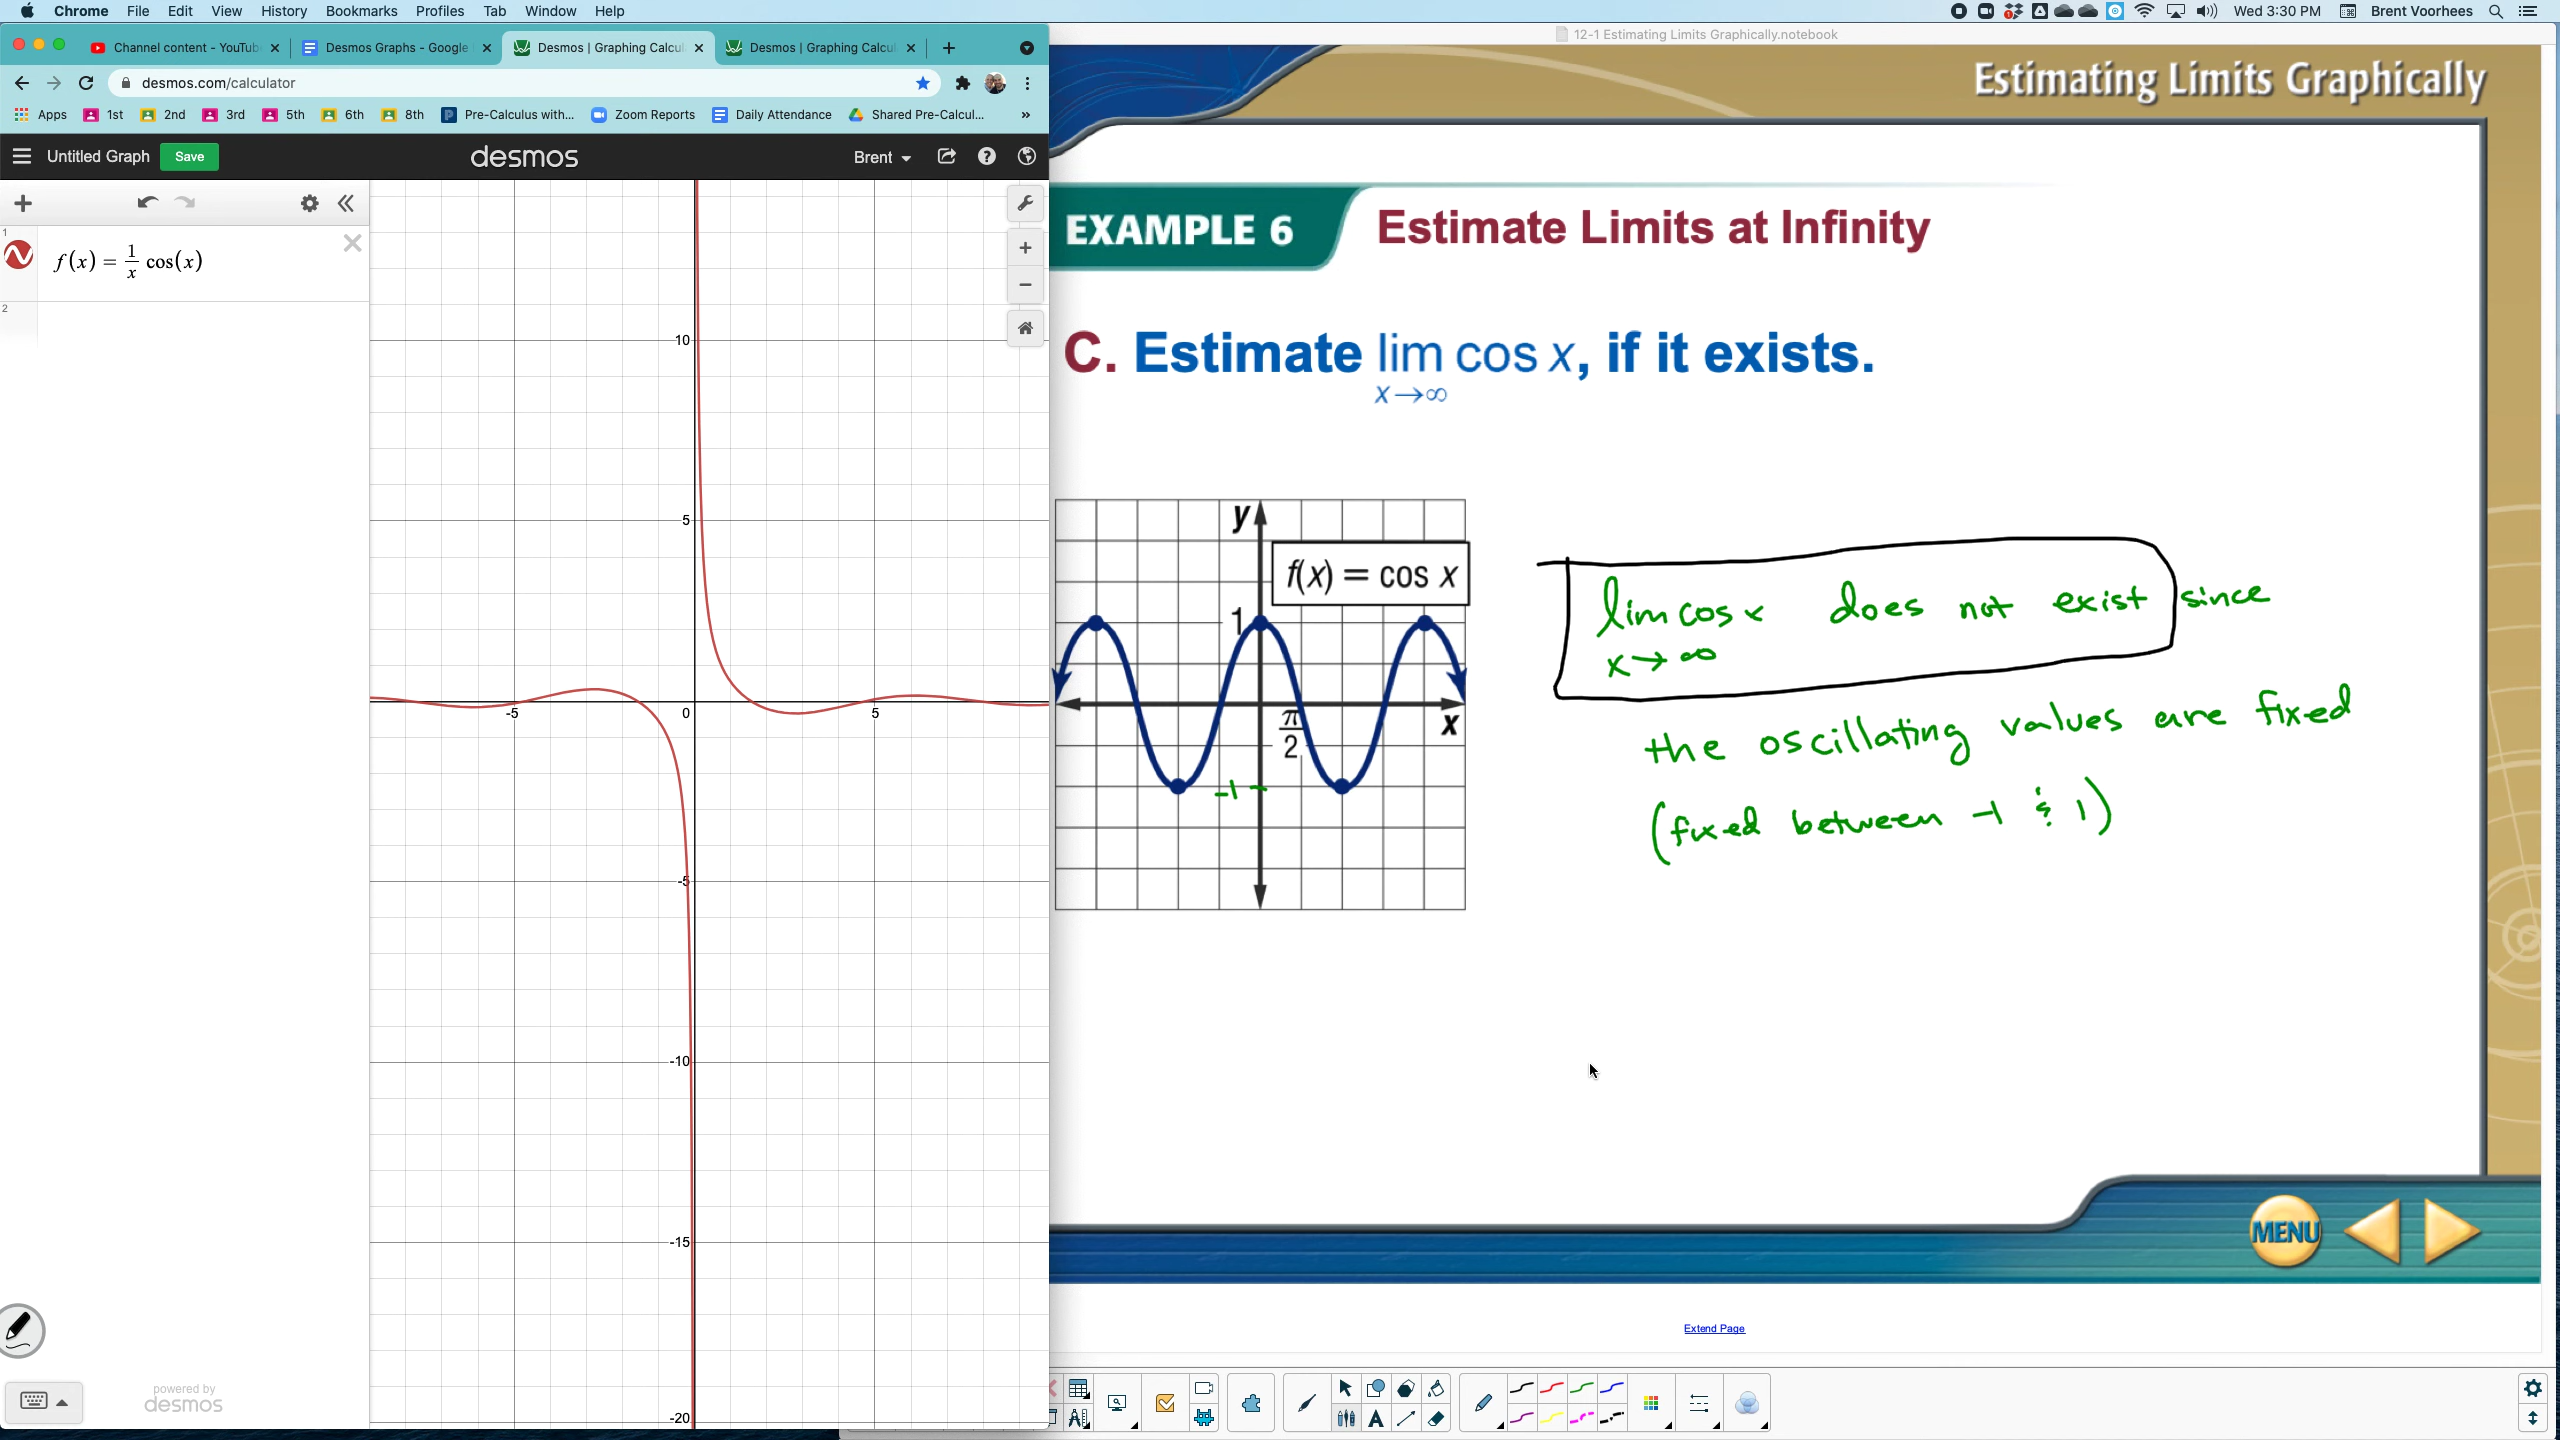 Chrome File Edit View History Bookmarks Profiles Tab Window Help
Wed 3:30 PM Brent Voorhees
Channel content - YouTub
Desmos Graphs - Google
Desmos | Graphing Calcul
Desmos | Graphing Calcul
desmos.com/calculator
Apps 1st 2nd 3rd 5th 6th 8th Pre-Calculus with... Zoom Reports Daily Attendance Shared Pre-Calcul... »
Untitled Graph Save desmos Brent
1
f(x) = 1/x cos(x)
2
10
5
-5 0 5
-5
-10
-15
-20
powered by
desmos
12-1 Estimating Limits Graphically.notebook
Estimating Limits Graphically
EXAMPLE 6 Estimate Limits at Infinity
C. Estimate lim cos x, if it exists.
x→∞
y
f(x) = cos x
1
π/2
x
-1
lim cos x does not exist since
x→∞
the oscillating values are fixed
(fixed between -1 & 1)
MENU
Extend Page